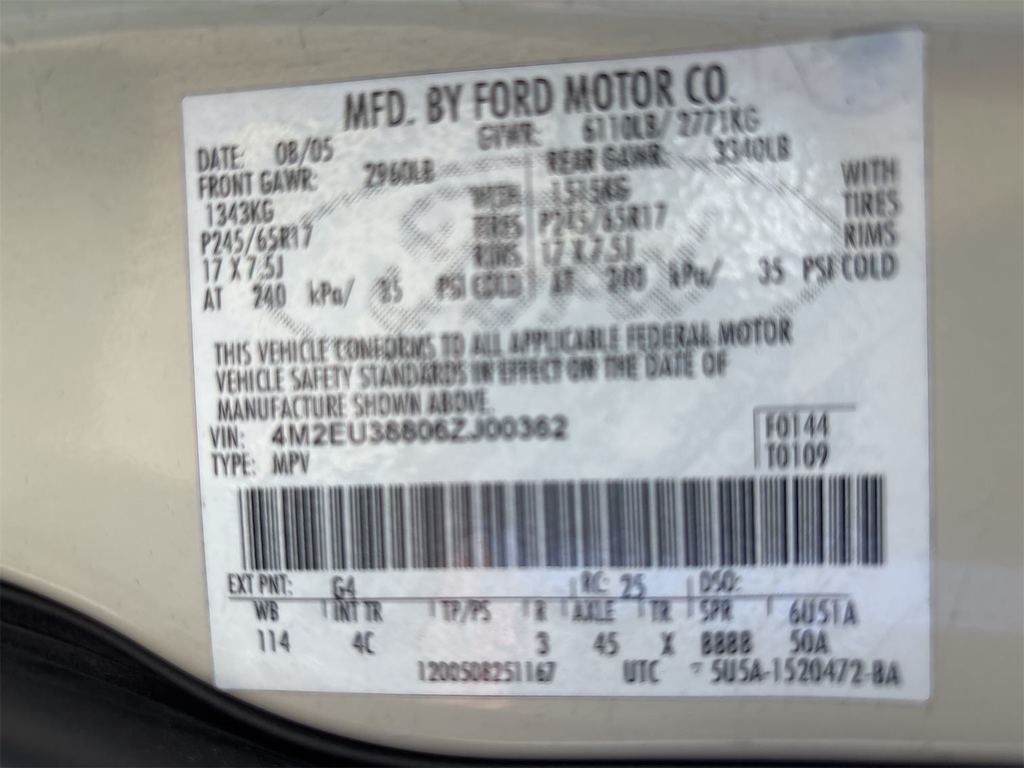 MFD. BY FORD MOTOR CO.
DATE: 08/05 GVWR: 6110LB/ 2771KG
FRONT GAWR: 2960LB REAR GAWR: 3340LB
1343KG WITH 1515KG WITH
P245/65R17 TIRES P245/65R17 TIRES
17 X 7.5J RIMS 17 X 7.5J RIMS
AT 240 kPa/ 35 PSI COLD AT 240 kPa/ 35 PSI COLD
THIS VEHICLE CONFORMS TO ALL APPLICABLE FEDERAL MOTOR
VEHICLE SAFETY STANDARDS IN EFFECT ON THE DATE OF
MANUFACTURE SHOWN ABOVE.
VIN: 4M2EU38806ZJ00362 F0144
TYPE: MPV T0109
EXT PNT: G4 RC: 25 DSO:
WB INT TR TP/PS R AXLE TR SPR 6U51A
114 4C 3 45 X 8888 50A
1200508251167 UTC 5U5A-1520472-BA